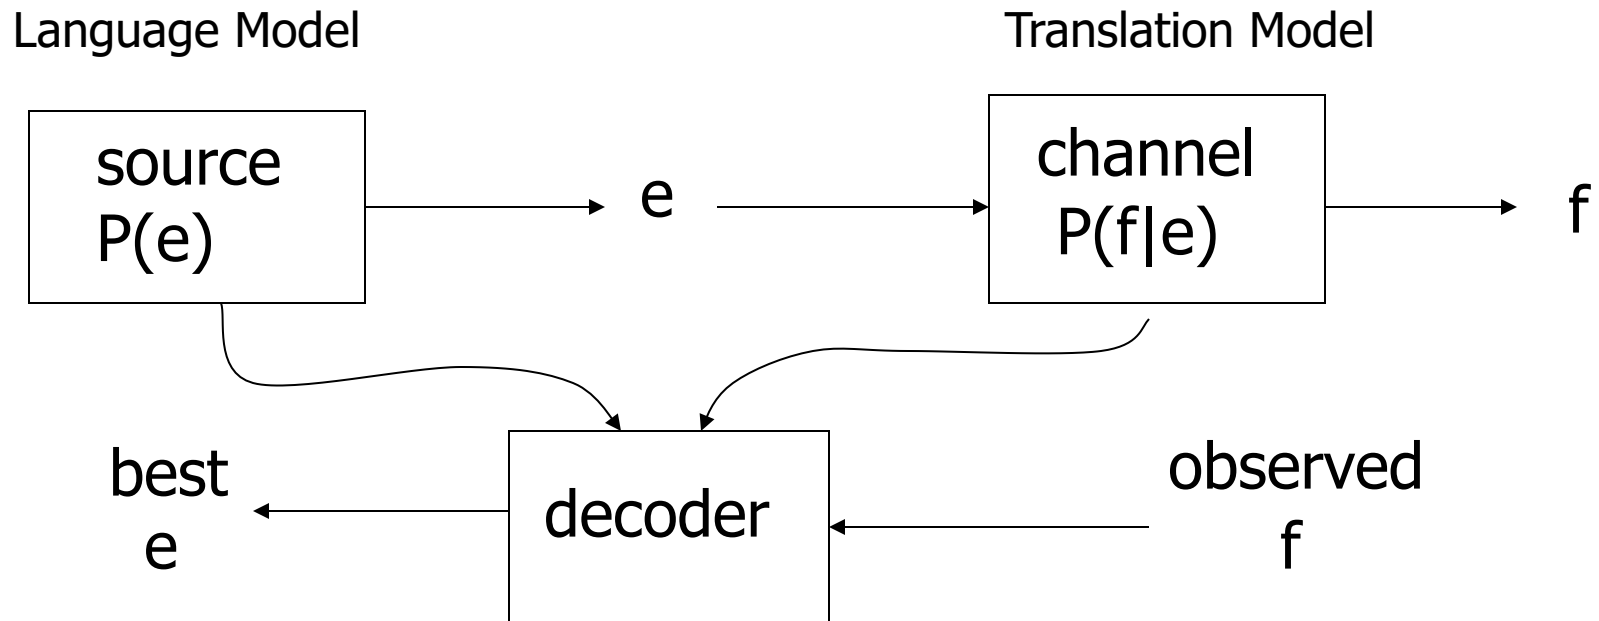 Language Model
Translation Model
source
P(e)
e
channel
P(f|e)
f
best
e
decoder
observed
f